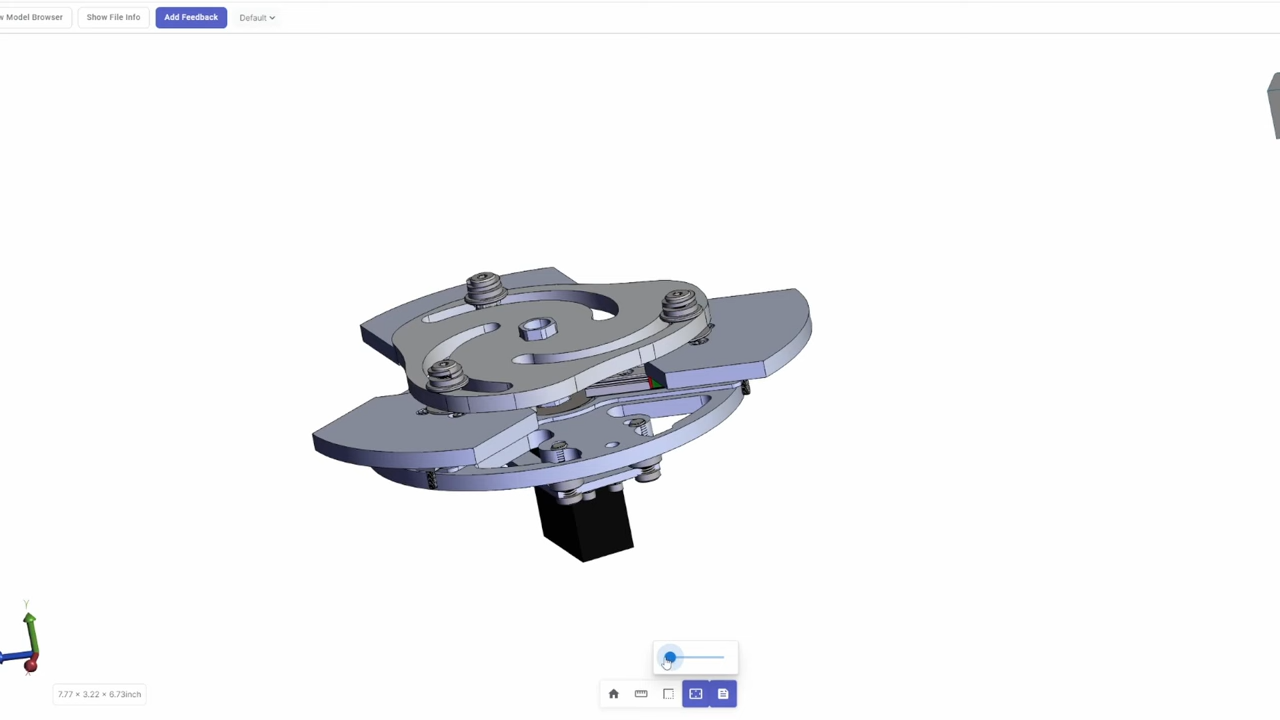 w Model Browser
Show File Info
Add Feedback
Default
Y
X
7.77 × 3.22 × 6.73inch